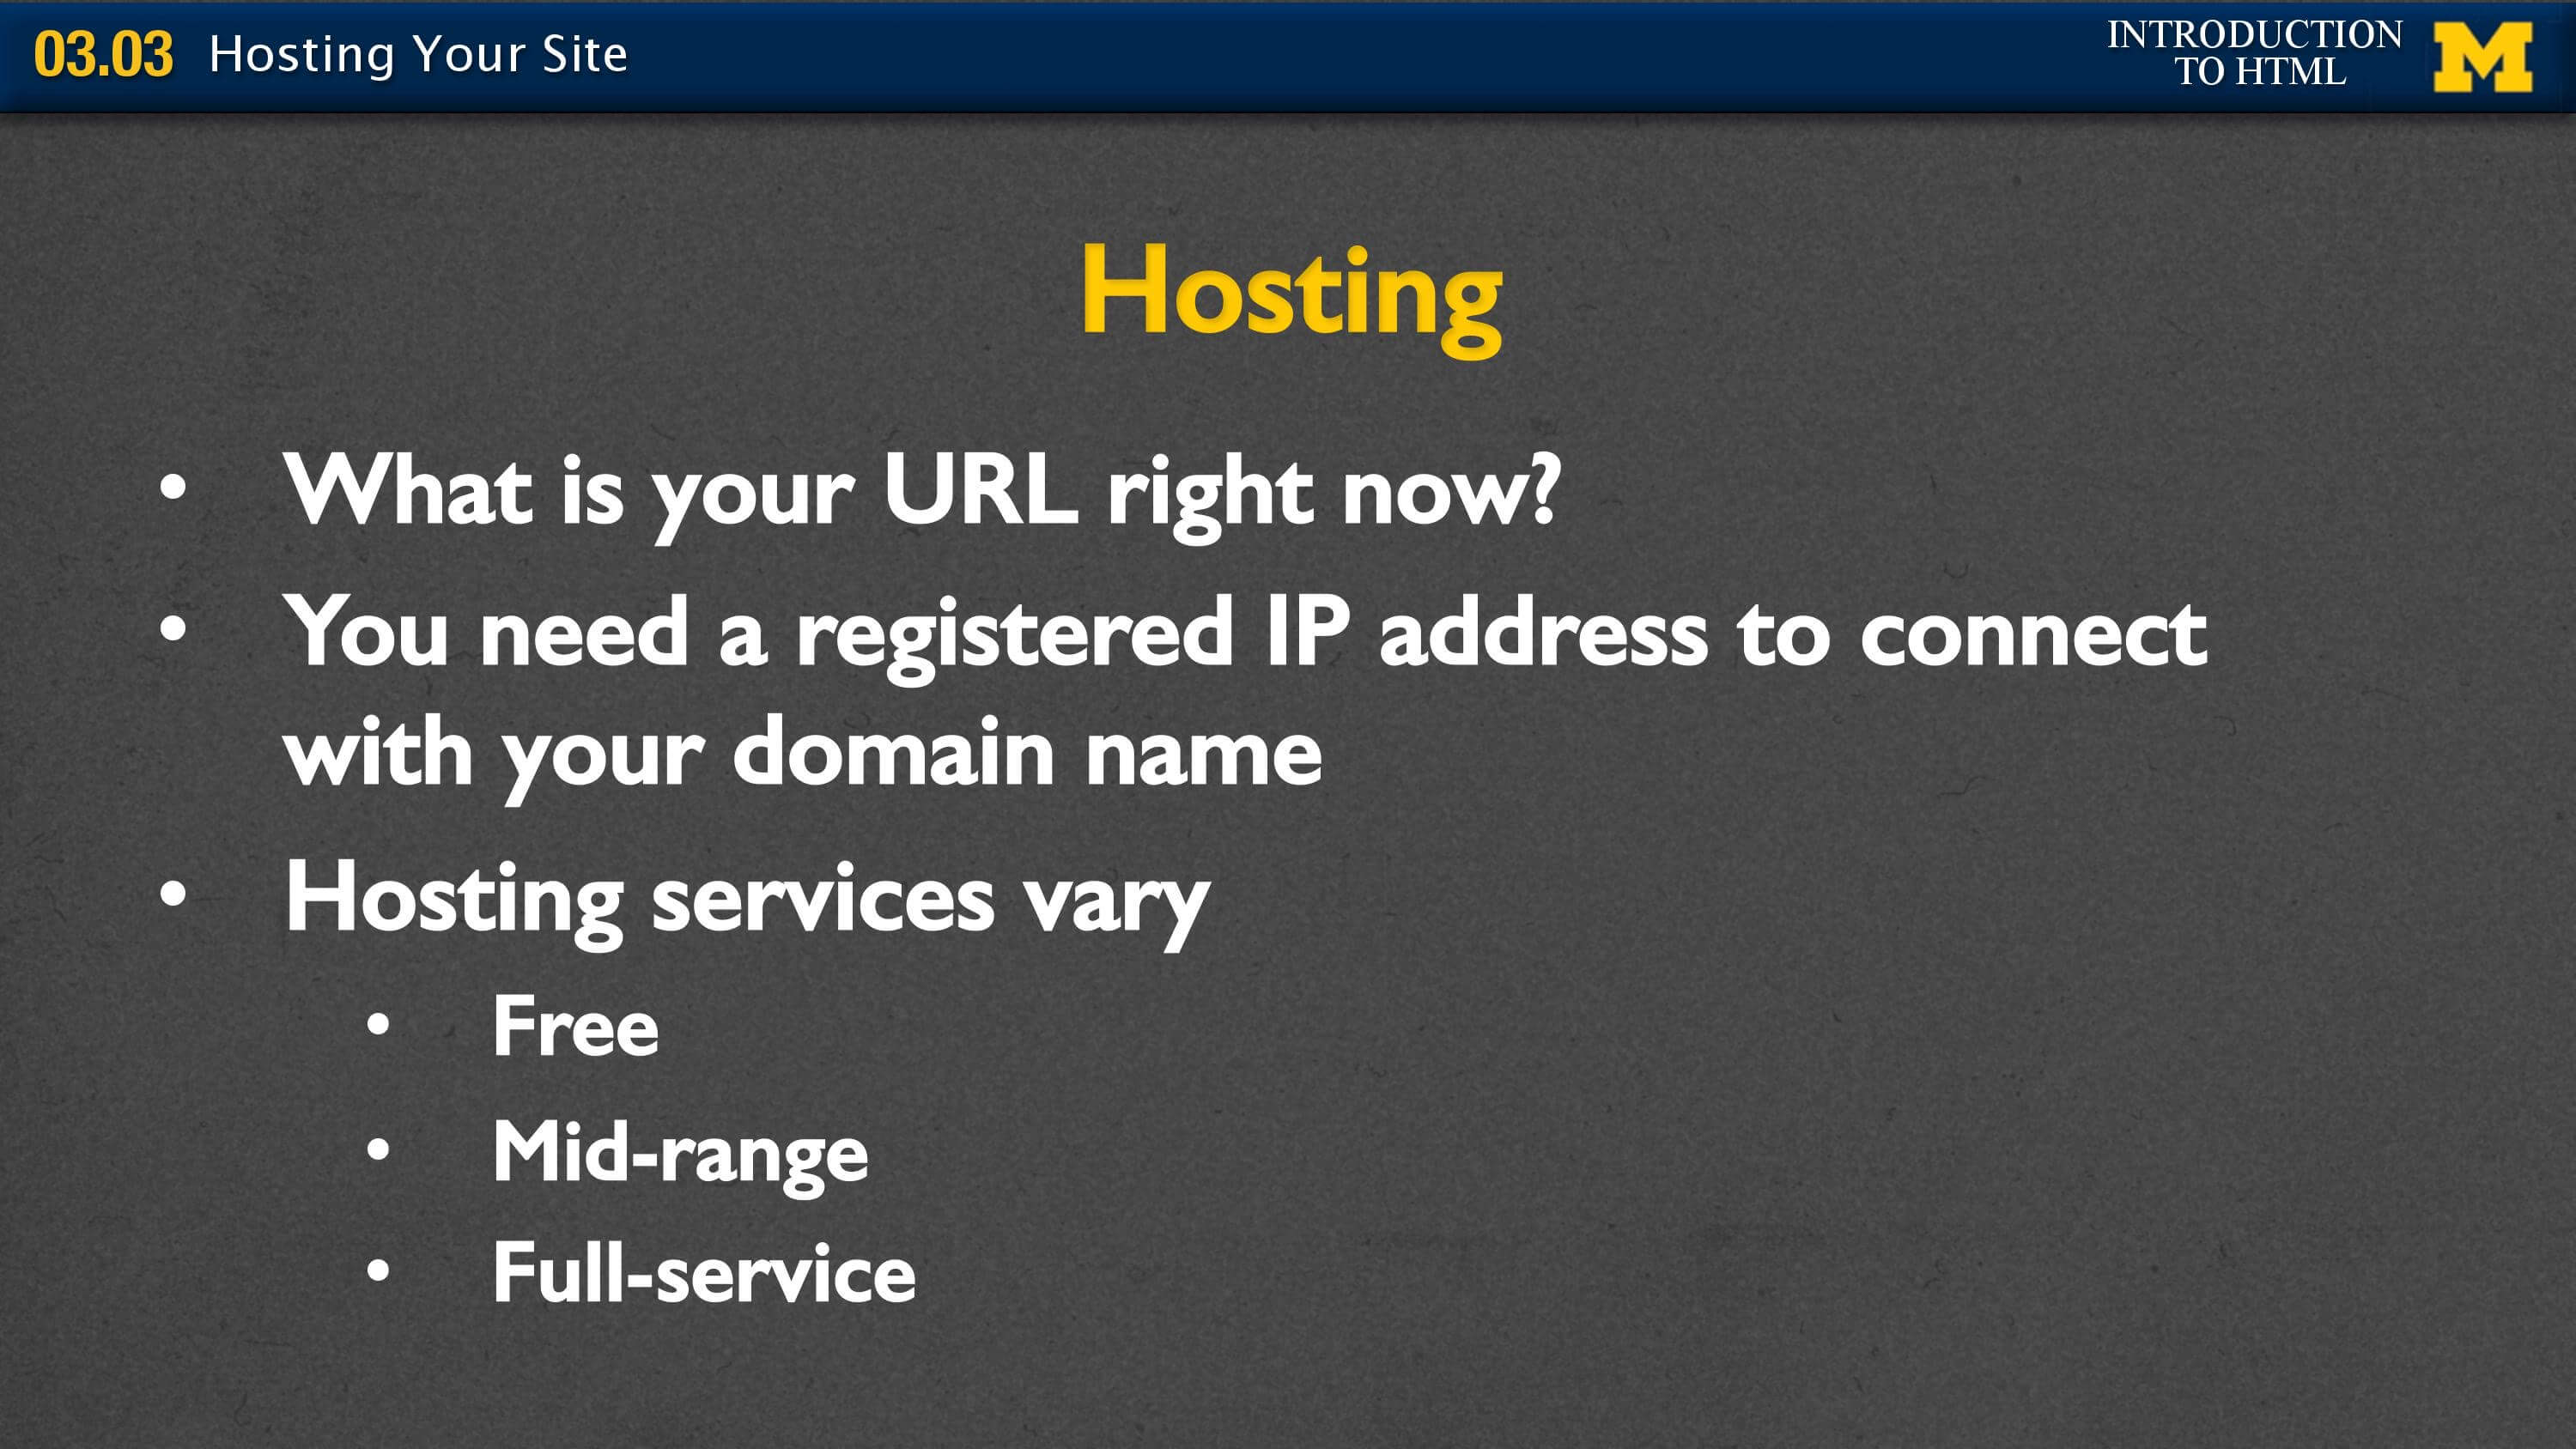 03.03 Hosting Your Site
INTRODUCTION
TO HTML
M
Hosting
• What is your URL right now?
• You need a registered IP address to connect
with your domain name
• Hosting services vary
• Free
• Mid-range
• Full-service